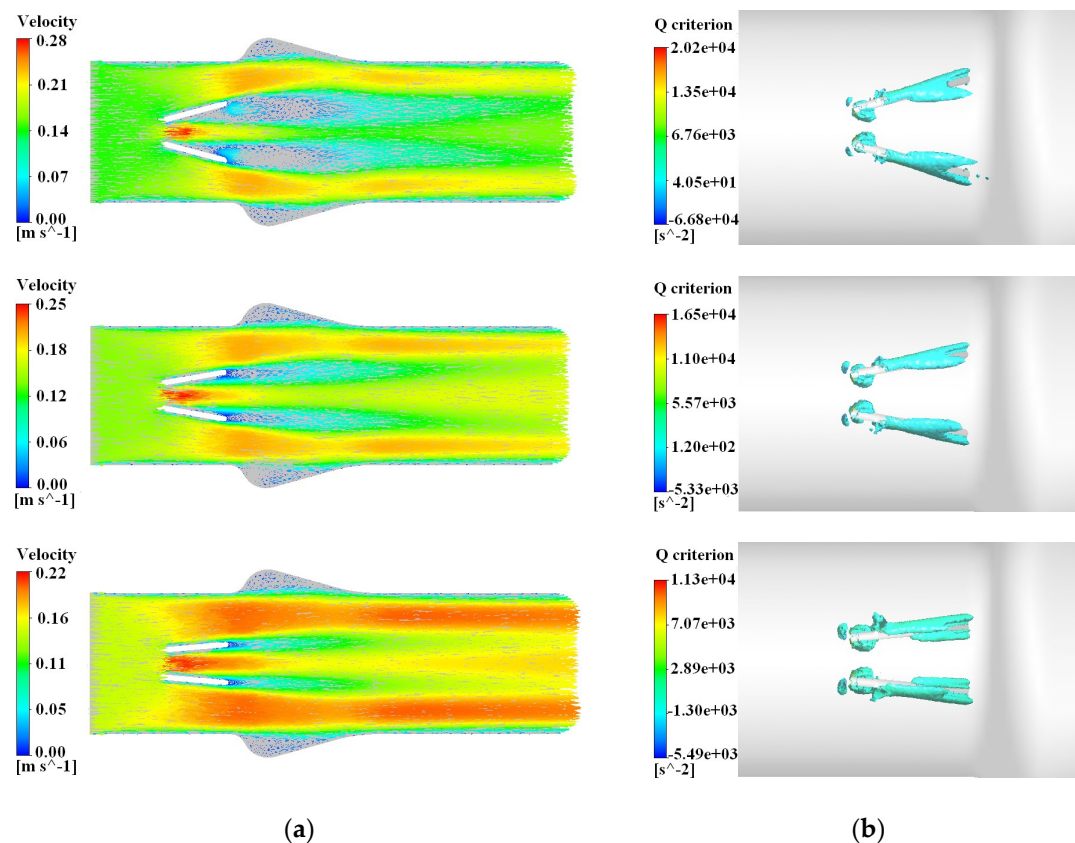 Velocity
0.28
0.21
0.14
0.07
0.00
[m s^-1]
Q criterion
2.02e+04
1.35e+04
6.76e+03
4.05e+01
-6.68e+04
[s^-2]
Velocity
0.25
0.18
0.12
0.06
0.00
[m s^-1]
Q criterion
1.65e+04
1.10e+04
5.57e+03
1.20e+02
-5.33e+03
[s^-2]
Velocity
0.22
0.16
0.11
0.05
0.00
[m s^-1]
Q criterion
1.13e+04
7.07e+03
2.89e+03
-1.30e+03
-5.49e+03
[s^-2]
(a)
(b)